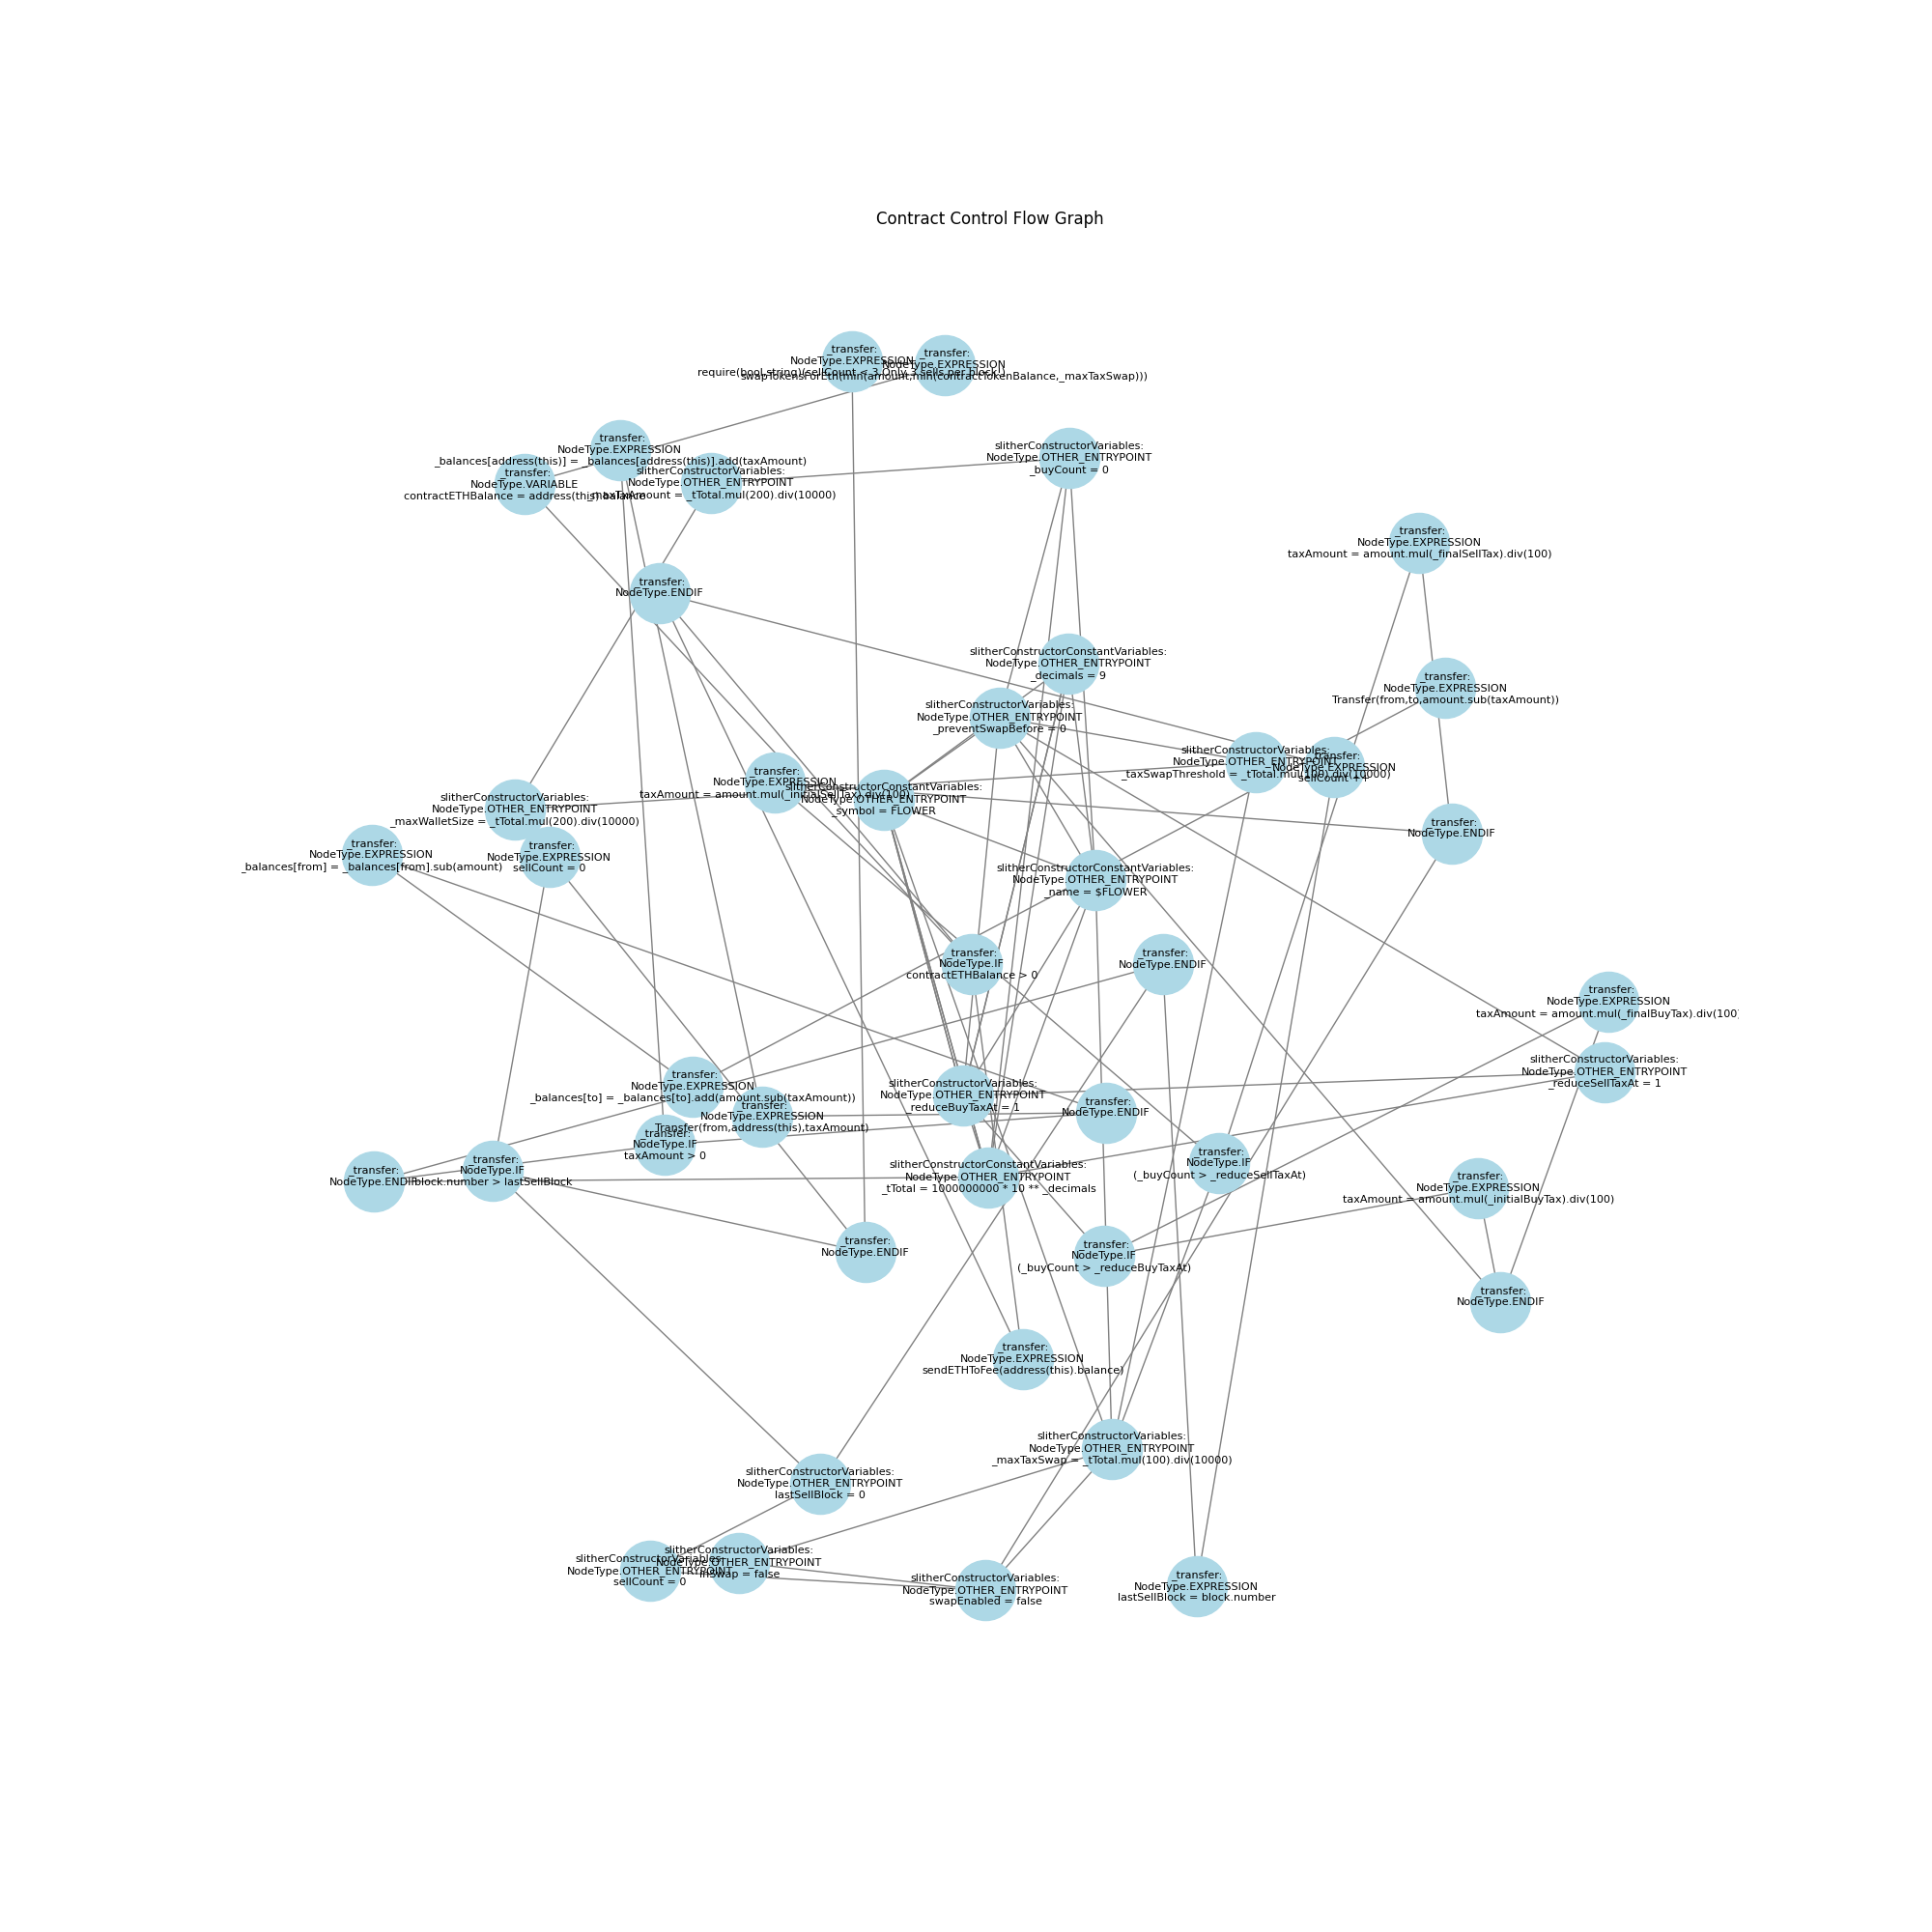 Contract Control Flow Graph
_transfer:
NodeType.EXPRESSION
require(bool,string)(sellCount < 3,Only 3 sells per block!)
_transfer:
NodeType.EXPRESSION
swapTokensForEth(min(amount,min(contractTokenBalance,_maxTaxSwap)))
_transfer:
NodeType.EXPRESSION
_balances[address(this)] = _balances[address(this)].add(taxAmount)
slitherConstructorVariables:
NodeType.OTHER_ENTRYPOINT
_buyCount = 0
_transfer:
NodeType.VARIABLE
contractETHBalance = address(this).balance
slitherConstructorVariables:
NodeType.OTHER_ENTRYPOINT
_maxTxAmount = _tTotal.mul(200).div(10000)
_transfer:
NodeType.EXPRESSION
taxAmount = amount.mul(_finalSellTax).div(100)
_transfer:
NodeType.ENDIF
slitherConstructorConstantVariables:
NodeType.OTHER_ENTRYPOINT
_decimals = 9
_transfer:
NodeType.EXPRESSION
Transfer(from,to,amount.sub(taxAmount))
slitherConstructorVariables:
NodeType.OTHER_ENTRYPOINT
_preventSwapBefore = 0
slitherConstructorVariables:
NodeType.OTHER_ENTRYPOINT
_taxSwapThreshold = _tTotal.mul(100).div(10000)
_transfer:
NodeType.EXPRESSION
sellCount ++
_transfer:
NodeType.EXPRESSION
taxAmount = amount.mul(_initialSellTax).div(100)
slitherConstructorConstantVariables:
NodeType.OTHER_ENTRYPOINT
_symbol = FLOWER
slitherConstructorVariables:
NodeType.OTHER_ENTRYPOINT
_maxWalletSize = _tTotal.mul(200).div(10000)
_transfer:
NodeType.ENDIF
_transfer:
NodeType.EXPRESSION
_balances[from] = _balances[from].sub(amount)
_transfer:
NodeType.EXPRESSION
sellCount = 0
slitherConstructorConstantVariables:
NodeType.OTHER_ENTRYPOINT
_name = $FLOWER
_transfer:
NodeType.IF
contractETHBalance > 0
_transfer:
NodeType.ENDIF
_transfer:
NodeType.EXPRESSION
taxAmount = amount.mul(_finalBuyTax).div(100)
slitherConstructorVariables:
NodeType.OTHER_ENTRYPOINT
_reduceSellTaxAt = 1
_transfer:
NodeType.EXPRESSION
_balances[to] = _balances[to].add(amount.sub(taxAmount))
slitherConstructorVariables:
NodeType.OTHER_ENTRYPOINT
_reduceBuyTaxAt = 1
_transfer:
NodeType.EXPRESSION
Transfer(from,address(this),taxAmount)
_transfer:
NodeType.ENDIF
_transfer:
NodeType.IF
taxAmount > 0
_transfer:
NodeType.ENDIF
_transfer:
NodeType.IF
block.number > lastSellBlock
slitherConstructorConstantVariables:
NodeType.OTHER_ENTRYPOINT
_tTotal = 1000000000 * 10 ** _decimals
_transfer:
NodeType.IF
(_buyCount > _reduceSellTaxAt)
_transfer:
NodeType.EXPRESSION
taxAmount = amount.mul(_initialBuyTax).div(100)
_transfer:
NodeType.ENDIF
_transfer:
NodeType.IF
(_buyCount > _reduceBuyTaxAt)
_transfer:
NodeType.ENDIF
_transfer:
NodeType.EXPRESSION
sendETHToFee(address(this).balance)
slitherConstructorVariables:
NodeType.OTHER_ENTRYPOINT
_maxTaxSwap = _tTotal.mul(100).div(10000)
slitherConstructorVariables:
NodeType.OTHER_ENTRYPOINT
lastSellBlock = 0
slitherConstructorVariables:
NodeType.OTHER_ENTRYPOINT
sellCount = 0
slitherConstructorVariables:
NodeType.OTHER_ENTRYPOINT
inSwap = false
slitherConstructorVariables:
NodeType.OTHER_ENTRYPOINT
swapEnabled = false
_transfer:
NodeType.EXPRESSION
lastSellBlock = block.number